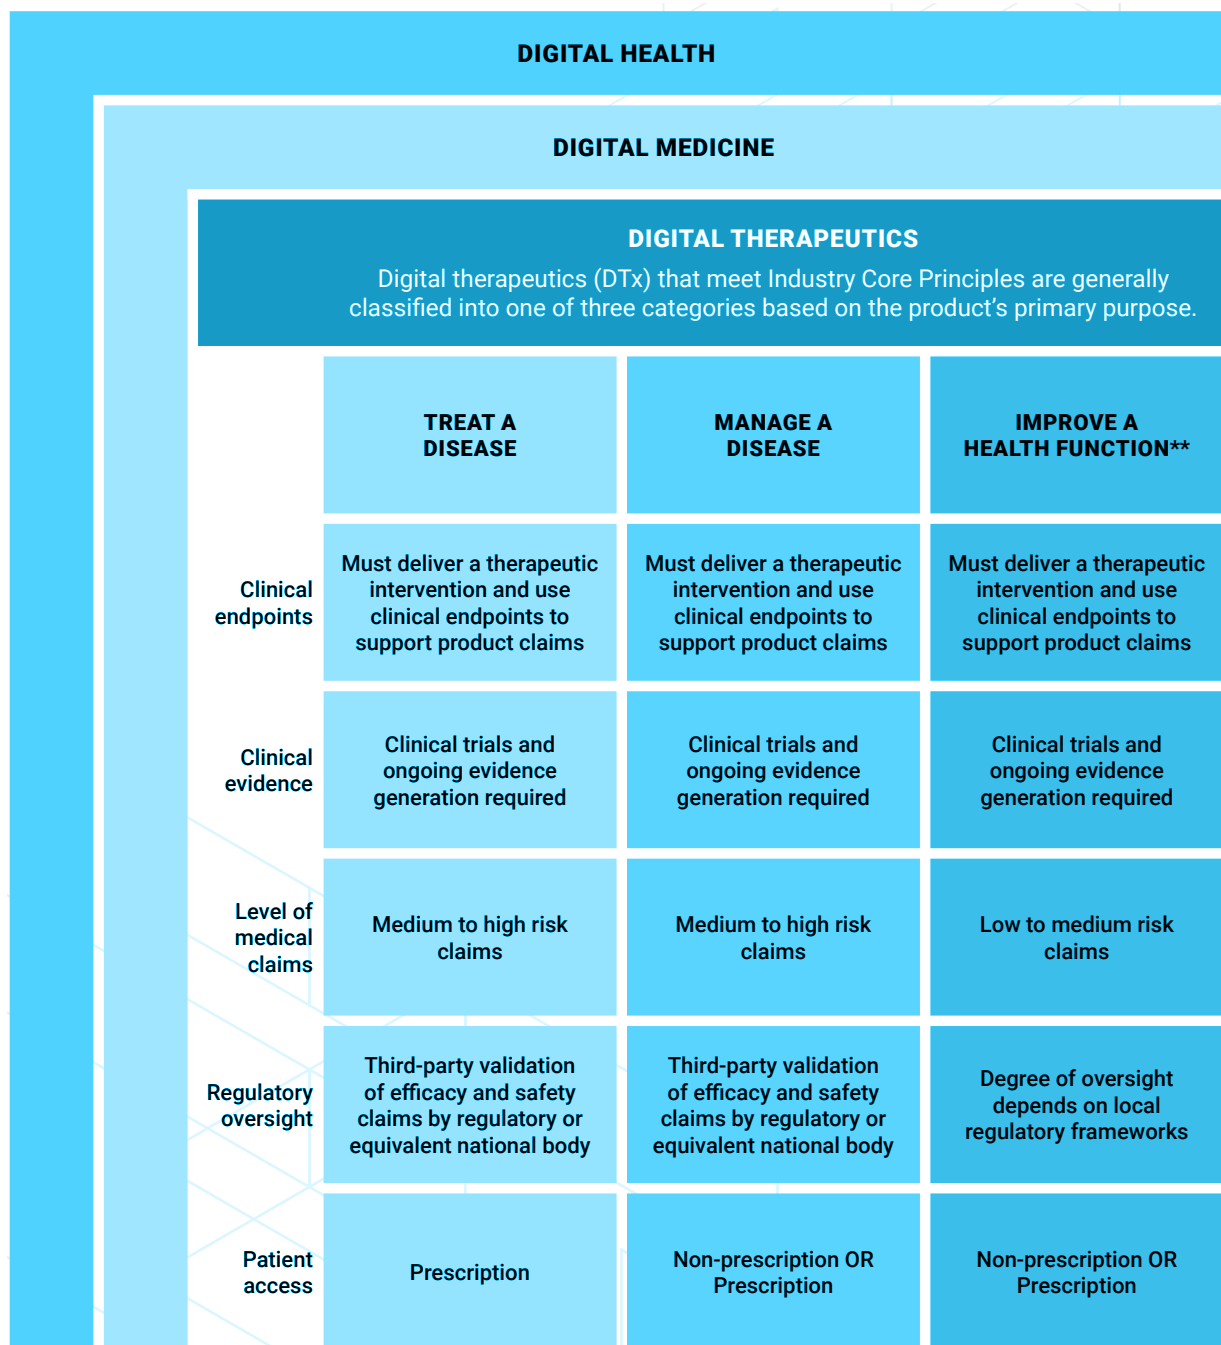 DIGITAL HEALTH
DIGITAL MEDICINE
DIGITAL THERAPEUTICS
Digital therapeutics (DTx) that meet Industry Core Principles are generally
classified into one of three categories based on the product’s primary purpose.
TREAT A
DISEASE
MANAGE A
DISEASE
IMPROVE A
HEALTH FUNCTION**
Clinical
endpoints
Must deliver a therapeutic
intervention and use
clinical endpoints to
support product claims
Must deliver a therapeutic
intervention and use
clinical endpoints to
support product claims
Must deliver a therapeutic
intervention and use
clinical endpoints to
support product claims
Clinical
evidence
Clinical trials and
ongoing evidence
generation required
Clinical trials and
ongoing evidence
generation required
Clinical trials and
ongoing evidence
generation required
Level of
medical
claims
Medium to high risk
claims
Medium to high risk
claims
Low to medium risk
claims
Regulatory
oversight
Third-party validation
of efficacy and safety
claims by regulatory or
equivalent national body
Third-party validation
of efficacy and safety
claims by regulatory or
equivalent national body
Degree of oversight
depends on local
regulatory frameworks
Patient
access
Prescription
Non-prescription OR
Prescription
Non-prescription OR
Prescription